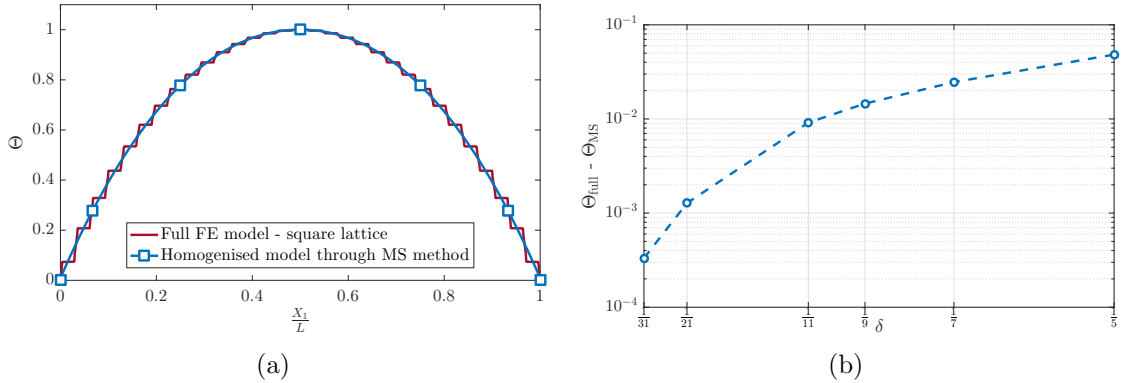 1
0.8
0.6
0.4
0.2
0
Θ
Full FE model - square lattice
Homogenised model through MS method
0 0.2 0.4 0.6 0.8 1
X₁
L
(a)
10⁻¹
10⁻²
10⁻³
10⁻⁴
Θfull - ΘMS
1/31 1/21 1/11 1/9 1/7 1/5
δ
(b)